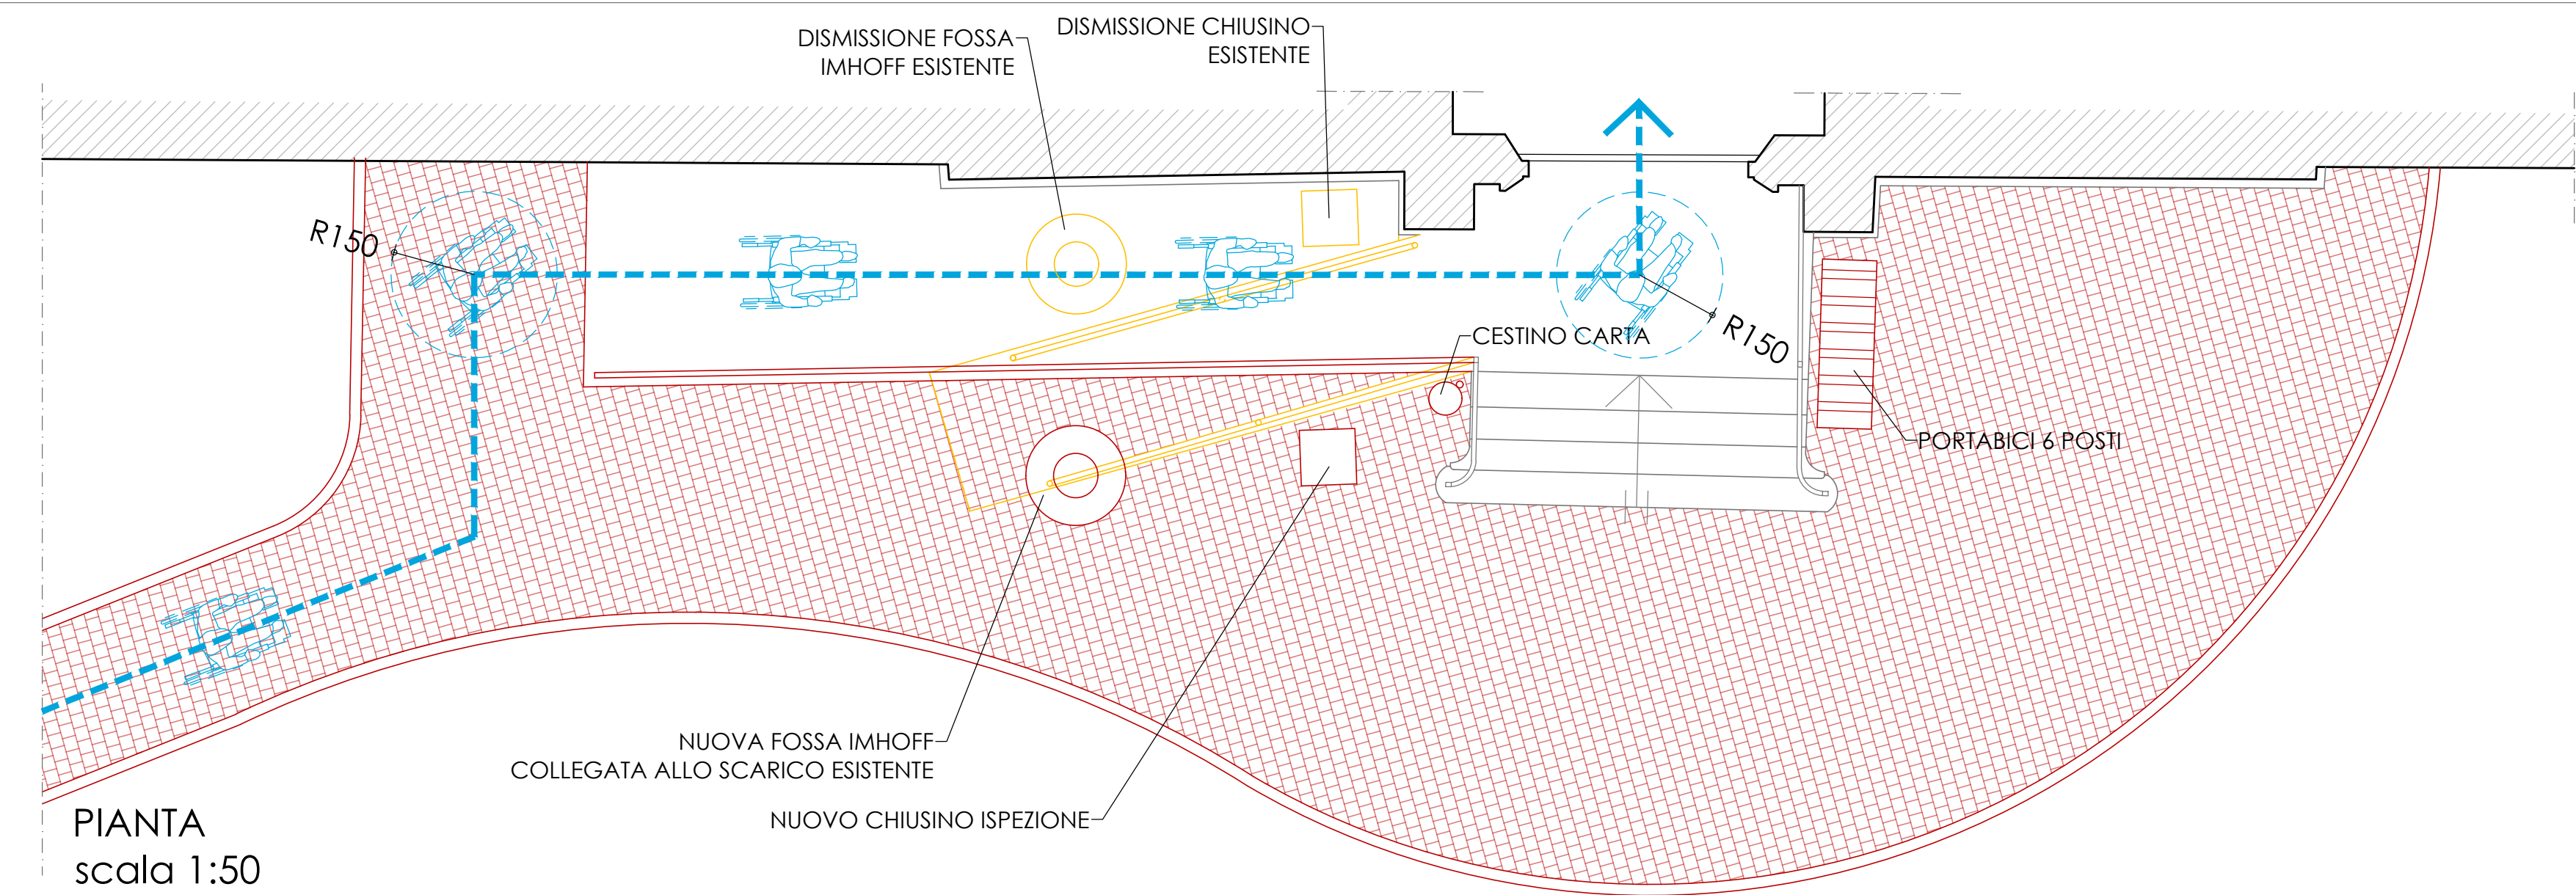 DISMISSIONE FOSSA
IMHOFF ESISTENTE
DISMISSIONE CHIUSINO
ESISTENTE
R150
R150
CESTINO CARTA
PORTABICI 6 POSTI
NUOVA FOSSA IMHOFF
COLLEGATA ALLO SCARICO ESISTENTE
NUOVO CHIUSINO ISPEZIONE
PIANTA
scala 1:50